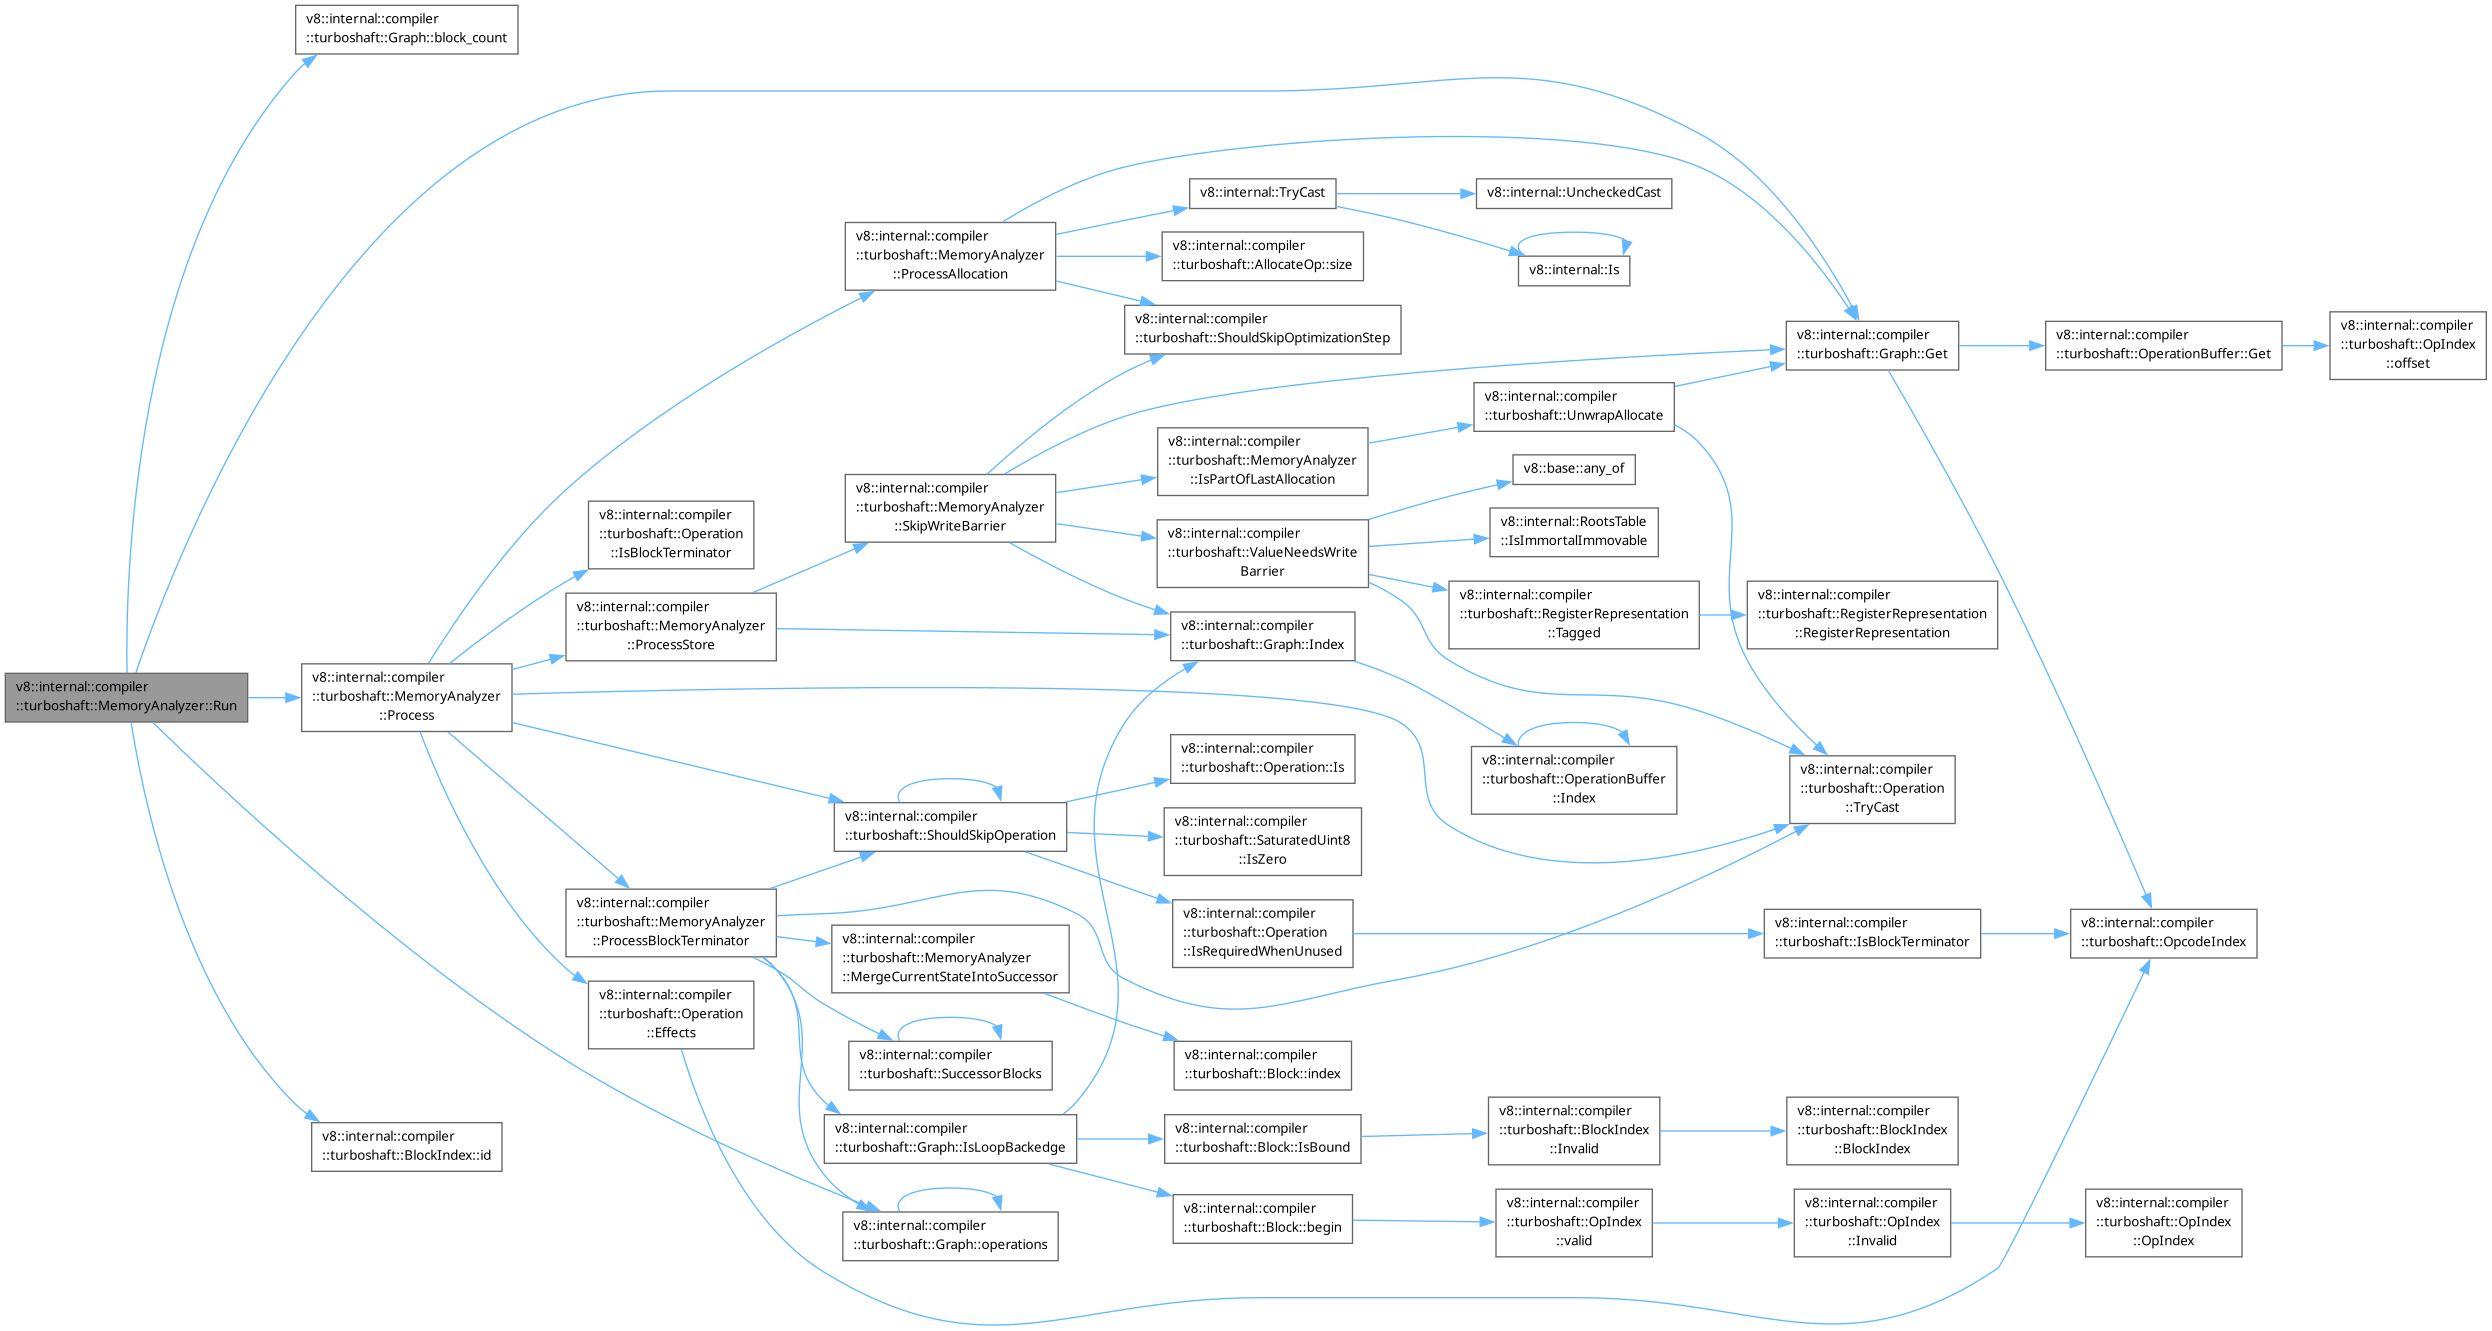 v8::internal::compiler
::turboshaft::Graph::block_count
v8::internal::TryCast
v8::internal::UncheckedCast
v8::internal::compiler
::turboshaft::MemoryAnalyzer
::ProcessAllocation
v8::internal::compiler
::turboshaft::AllocateOp::size
v8::internal::Is
v8::internal::compiler
::turboshaft::ShouldSkipOptimizationStep
v8::internal::compiler
::turboshaft::Graph::Get
v8::internal::compiler
::turboshaft::OperationBuffer::Get
v8::internal::compiler
::turboshaft::OpIndex
::offset
v8::internal::compiler
::turboshaft::UnwrapAllocate
v8::internal::compiler
::turboshaft::MemoryAnalyzer
::IsPartOfLastAllocation
v8::base::any_of
v8::internal::compiler
::turboshaft::MemoryAnalyzer
::SkipWriteBarrier
v8::internal::compiler
::turboshaft::Operation
::IsBlockTerminator
v8::internal::compiler
::turboshaft::ValueNeedsWrite
Barrier
v8::internal::RootsTable
::IsImmortalImmovable
v8::internal::compiler
::turboshaft::RegisterRepresentation
::Tagged
v8::internal::compiler
::turboshaft::RegisterRepresentation
::RegisterRepresentation
v8::internal::compiler
::turboshaft::MemoryAnalyzer
::ProcessStore
v8::internal::compiler
::turboshaft::Graph::Index
v8::internal::compiler
::turboshaft::MemoryAnalyzer::Run
v8::internal::compiler
::turboshaft::MemoryAnalyzer
::Process
v8::internal::compiler
::turboshaft::Operation::Is
v8::internal::compiler
::turboshaft::OperationBuffer
::Index
v8::internal::compiler
::turboshaft::Operation
::TryCast
v8::internal::compiler
::turboshaft::ShouldSkipOperation
v8::internal::compiler
::turboshaft::SaturatedUint8
::IsZero
v8::internal::compiler
::turboshaft::MemoryAnalyzer
::ProcessBlockTerminator
v8::internal::compiler
::turboshaft::Operation
::IsRequiredWhenUnused
v8::internal::compiler
::turboshaft::IsBlockTerminator
v8::internal::compiler
::turboshaft::OpcodeIndex
v8::internal::compiler
::turboshaft::MemoryAnalyzer
::MergeCurrentStateIntoSuccessor
v8::internal::compiler
::turboshaft::Operation
::Effects
v8::internal::compiler
::turboshaft::SuccessorBlocks
v8::internal::compiler
::turboshaft::Block::index
v8::internal::compiler
::turboshaft::BlockIndex::id
v8::internal::compiler
::turboshaft::Graph::IsLoopBackedge
v8::internal::compiler
::turboshaft::Block::IsBound
v8::internal::compiler
::turboshaft::BlockIndex
::Invalid
v8::internal::compiler
::turboshaft::BlockIndex
::BlockIndex
v8::internal::compiler
::turboshaft::Graph::operations
v8::internal::compiler
::turboshaft::Block::begin
v8::internal::compiler
::turboshaft::OpIndex
::valid
v8::internal::compiler
::turboshaft::OpIndex
::Invalid
v8::internal::compiler
::turboshaft::OpIndex
::OpIndex